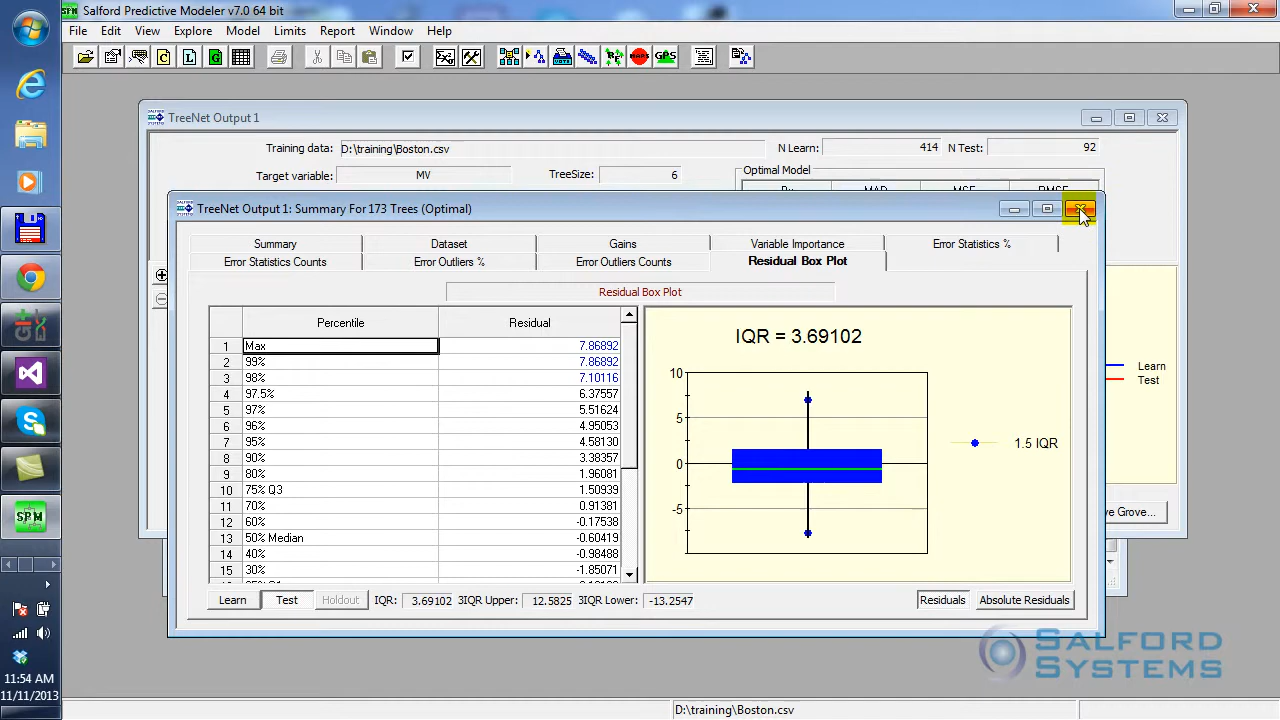 Salford Predictive Modeler v7.0 64 bit
File Edit View Explore Model Limits Report Window Help
TreeNet Output 1
Training data: D:\training\Boston.csv N Learn: 414 N Test: 92
Target variable: MV TreeSize: 6 Optimal Model
TreeNet Output 1: Summary For 173 Trees (Optimal)
Summary Dataset Gains Variable Importance Error Statistics %
Error Statistics Counts Error Outliers % Error Outliers Counts Residual Box Plot
Residual Box Plot
Percentile Residual
1 Max 7.86892
2 99% 7.86892
3 98% 7.10116
4 97.5% 6.37557
5 97% 5.51624
6 96% 4.95053
7 95% 4.58130
8 90% 3.38357
9 80% 1.96081
10 75% Q3 1.50939
11 70% 0.91381
12 60% -0.17538
13 50% Median -0.60419
14 40% -0.98488
15 30% -1.85071
IQR = 3.69102
10
5
0
-5
1.5 IQR
Learn
Test
ve Grove...
Learn Test Holdout IQR: 3.69102 3IQR Upper: 12.5825 3IQR Lower: -13.2547 Residuals Absolute Residuals
SALFORD
SYSTEMS
SPM
11:54 AM
11/11/2013
D:\training\Boston.csv